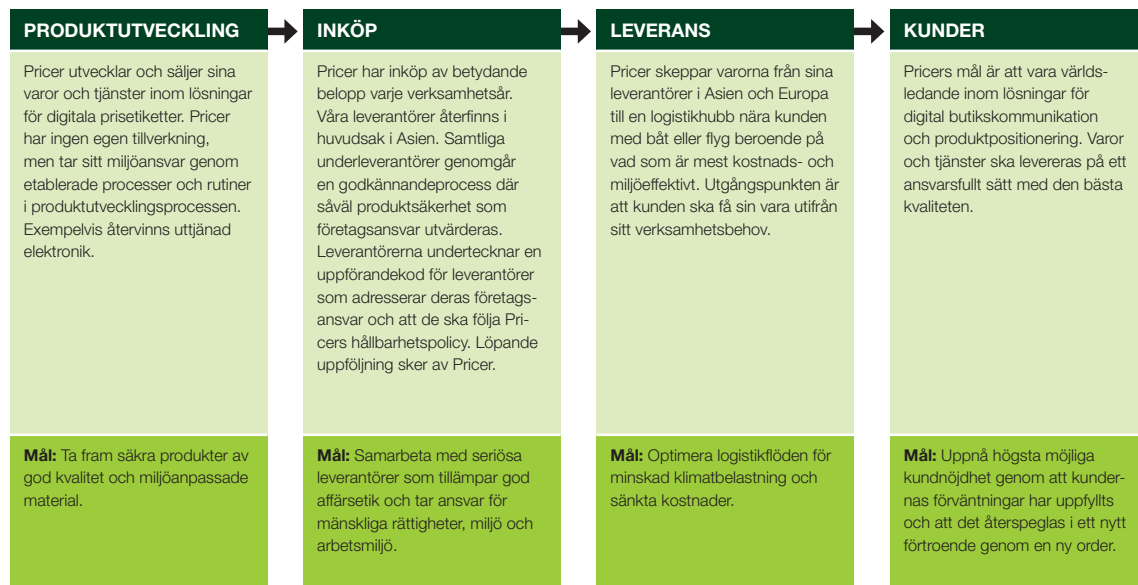 PRODUKTUTVECKLING
Pricer utvecklar och säljer sina
varor och tjänster inom lösningar
för digitala prisetiketter. Pricer
har ingen egen tillverkning,
men tar sitt miljöansvar genom
etablerade processer och rutiner
i produktutvecklingsprocessen.
Exempelvis återvinns uttjänad
elektronik.
Mål: Ta fram säkra produkter av
god kvalitet och miljöanpassade
material.
INKÖP
Pricer har inköp av betydande
belopp varje verksamhetsår.
Våra leverantörer återfinns i
huvudsak i Asien. Samtliga
underleverantörer genomgår
en godkännandeprocess där
såväl produktsäkerhet som
företagsansvar utvärderas.
Leverantörerna undertecknar en
uppförandekod för leverantörer
som adresserar deras företags-
ansvar och att de ska följa Pri-
cers hållbarhetspolicy. Löpande
uppföljning sker av Pricer.
Mål: Samarbeta med seriösa
leverantörer som tillämpar god
affärsetik och tar ansvar för
mänskliga rättigheter, miljö och
arbetsmiljö.
LEVERANS
Pricer skeppar varorna från sina
leverantörer i Asien och Europa
till en logistikhubb nära kunden
med båt eller flyg beroende på
vad som är mest kostnads- och
miljöeffektivt. Utgångspunkten är
att kunden ska få sin vara utifrån
sitt verksamhetsbehov.
Mål: Optimera logistikflöden för
minskad klimatbelastning och
sänkta kostnader.
KUNDER
Pricers mål är att vara världs-
ledande inom lösningar för
digital butikskommunikation
och produktpositionering. Varor
och tjänster ska levereras på ett
ansvarsfullt sätt med den bästa
kvaliteten.
Mål: Uppnå högsta möjliga
kundnöjdhet genom att kunder-
nas förväntningar har uppfyllts
och att det återspeglas i ett nytt
förtroende genom en ny order.